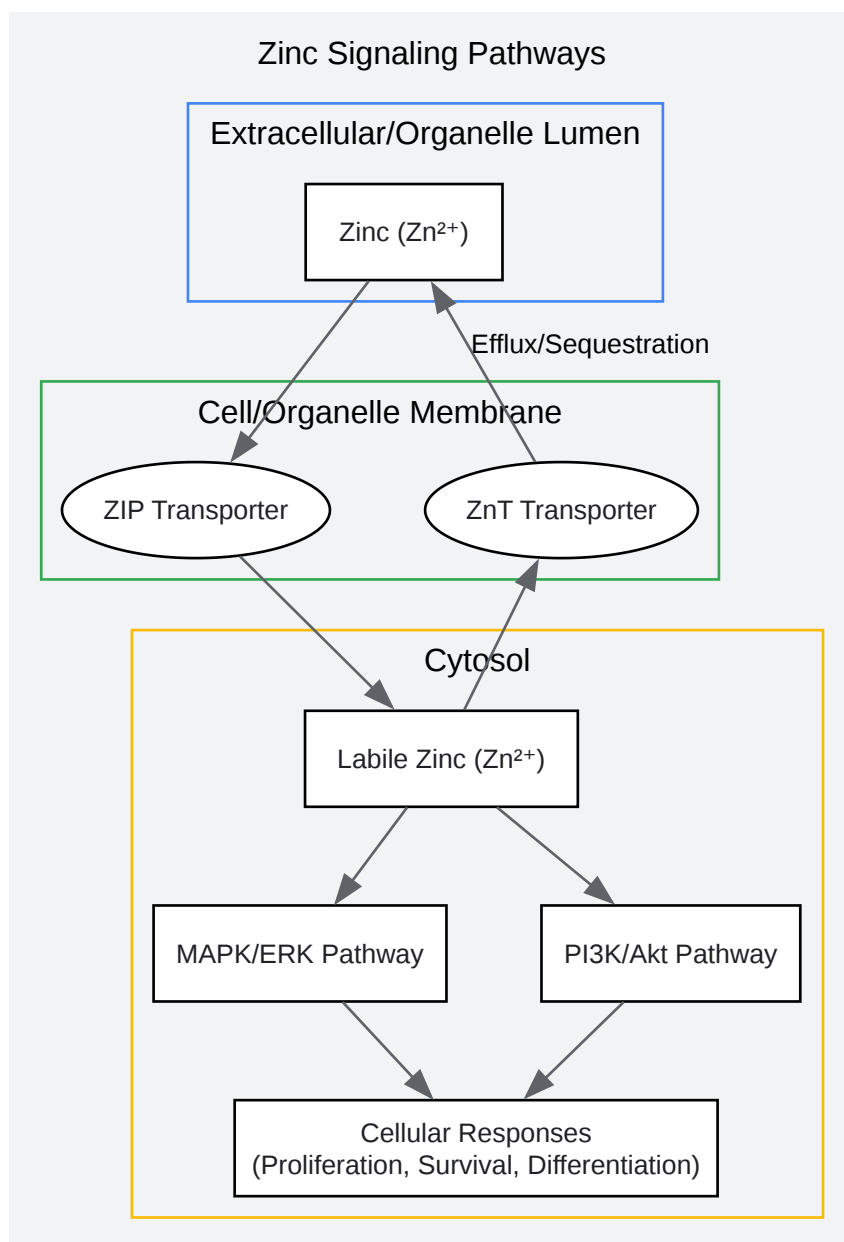 Zinc Signaling Pathways
Extracellular/Organelle Lumen
Zinc (Zn²⁺)
Efflux/Sequestration
Cell/Organelle Membrane
ZIP Transporter
ZnT Transporter
Cytosol
Labile Zinc (Zn²⁺)
MAPK/ERK Pathway
PI3K/Akt Pathway
Cellular Responses
(Proliferation, Survival, Differentiation)